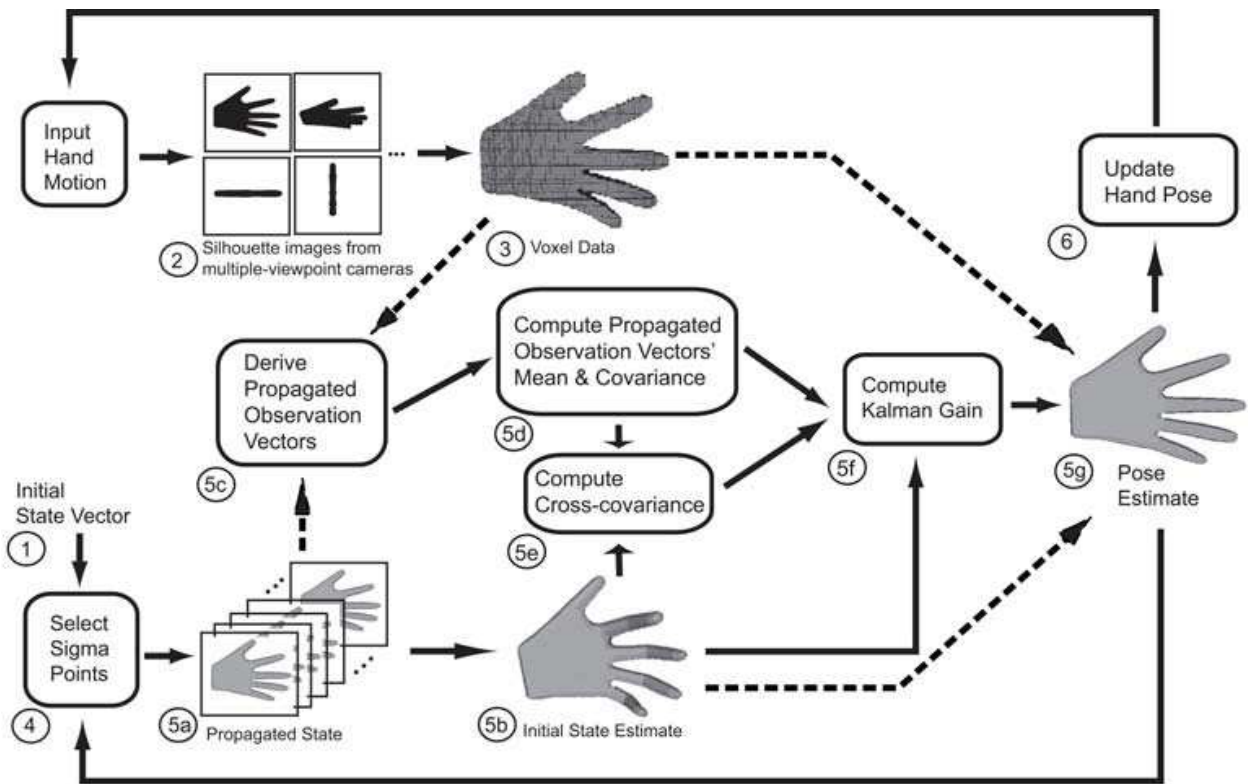 Input
Hand
Motion
...
2
Silhouette images from
multiple-viewpoint cameras
3
Voxel Data
Update
Hand Pose
6
Derive
Propagated
Observation
Vectors
5c
Compute Propagated
Observation Vectors'
Mean & Covariance
5d
Compute
Cross-covariance
5e
Compute
Kalman Gain
5f
5g
Pose
Estimate
Initial
State Vector
1
Select
Sigma
Points
4
5a
Propagated State
5b
Initial State Estimate